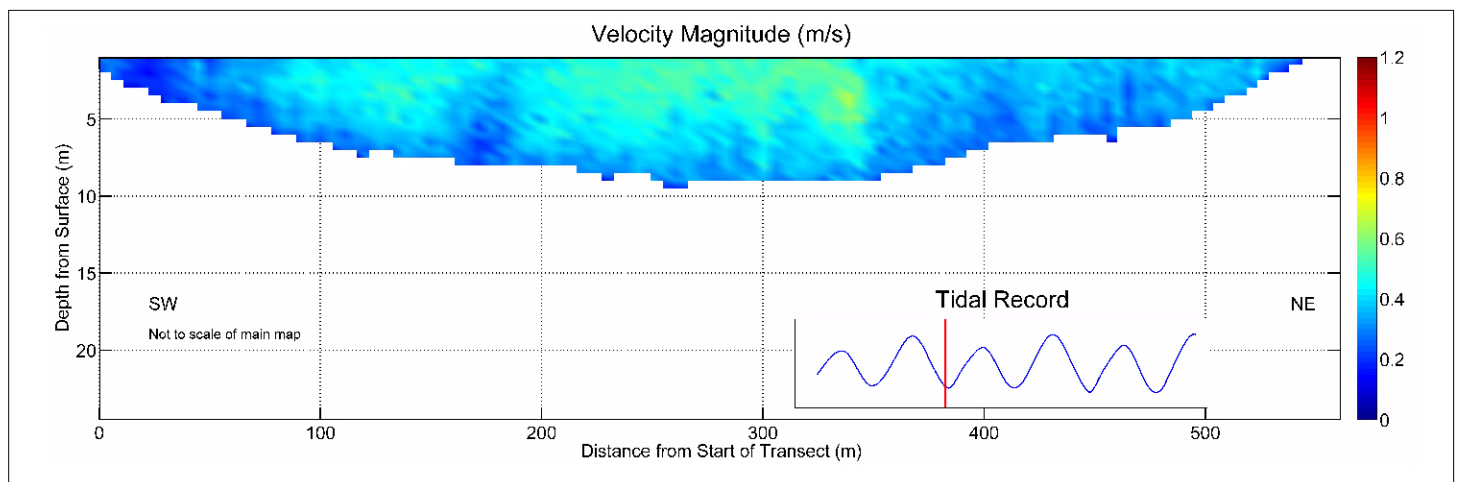 Velocity Magnitude (m/s)
Depth from Surface (m)
5
10
15
20
SW
Not to scale of main map
Tidal Record
NE
0
100
200
300
400
500
Distance from Start of Transect (m)
1.2
1
0.8
0.6
0.4
0.2
0